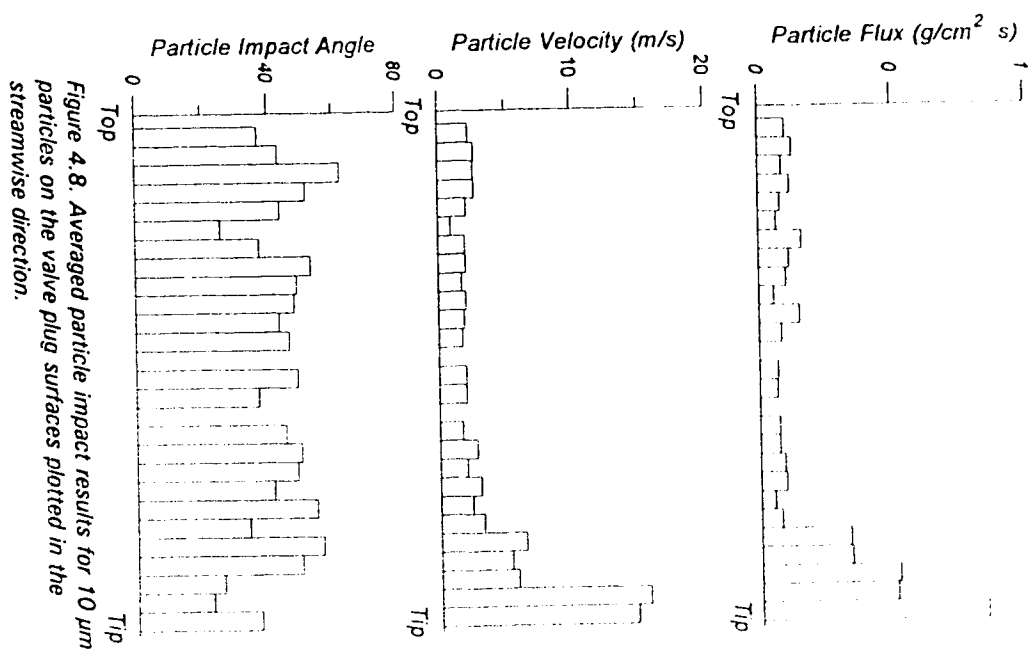 Particle Flux (g/cm² s)
1
0
0
Top
Tip
Particle Velocity (m/s)
20
10
0
Top
Tip
Particle Impact Angle
80
40
0
Top
Tip
Figure 4.8. Averaged particle impact results for 10 µm
particles on the valve plug surfaces plotted in the
streamwise direction.